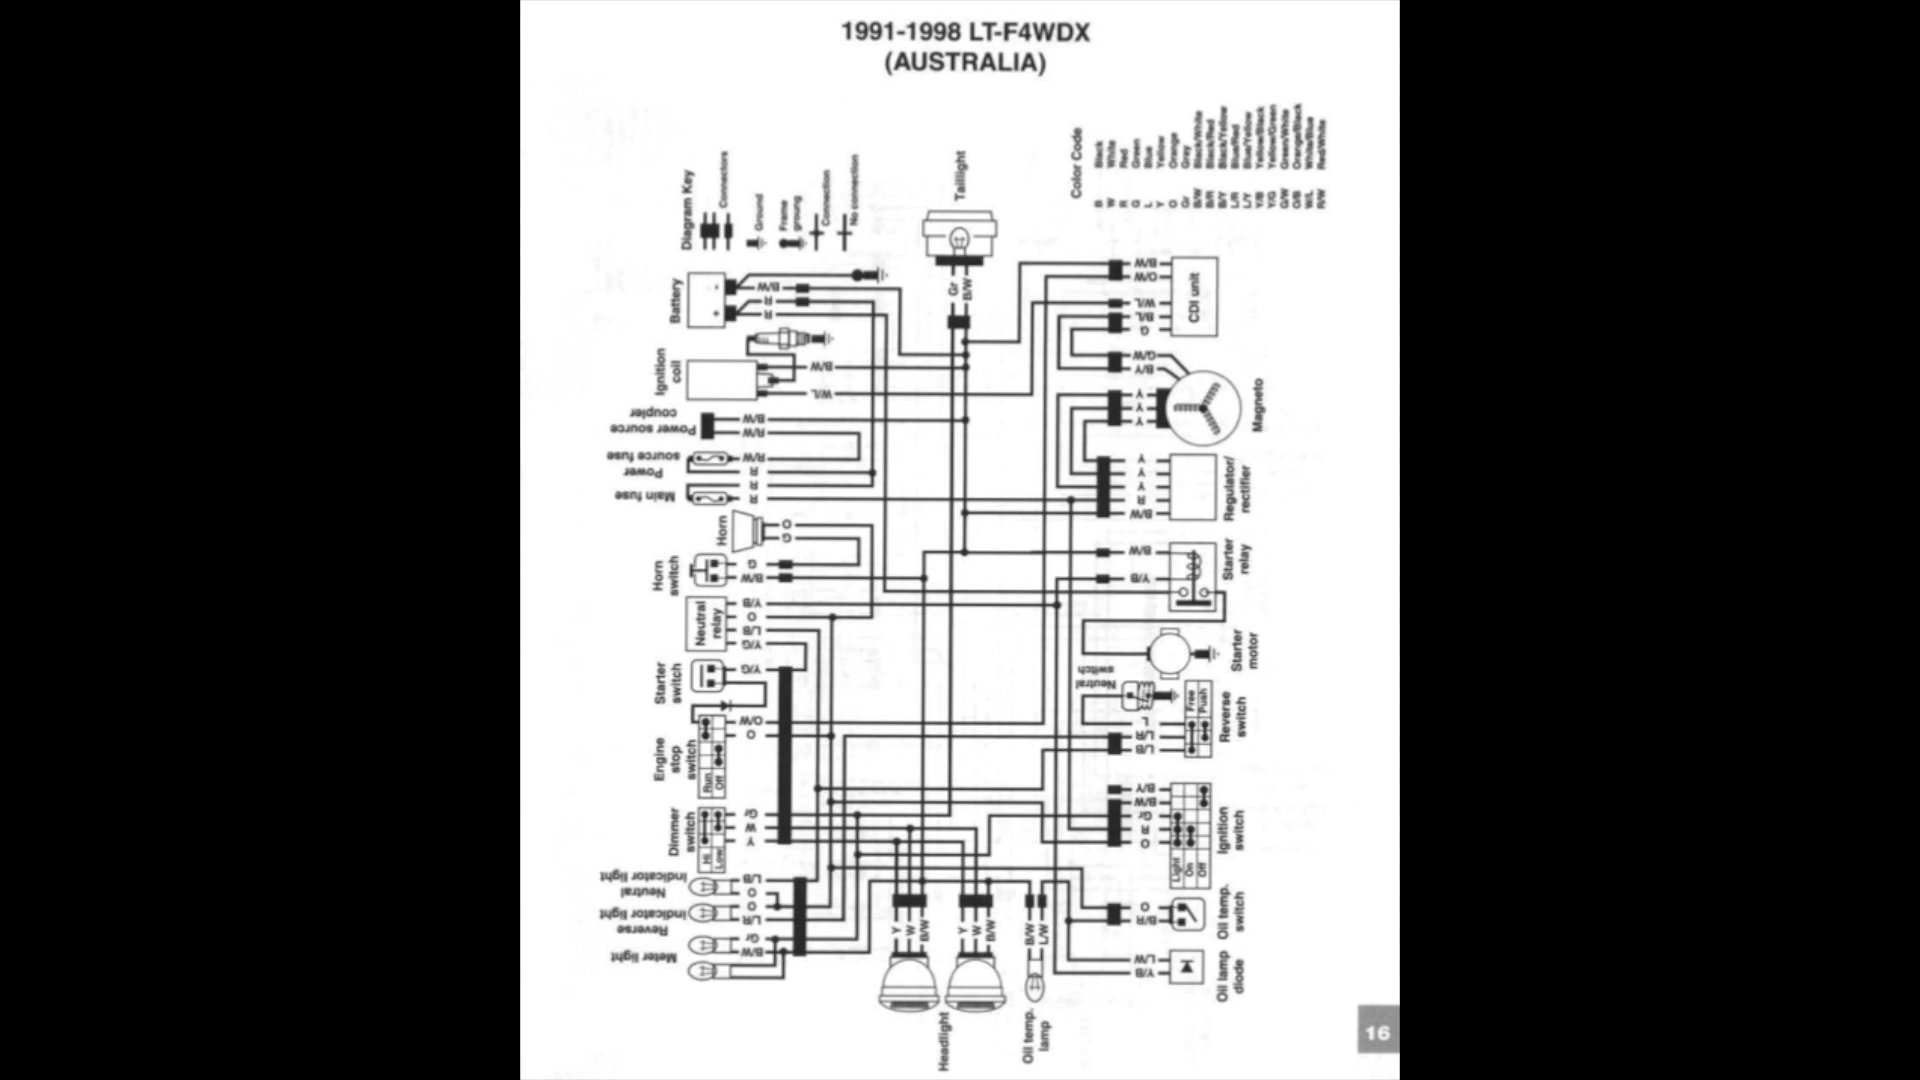 1991-1998 LT-F4WDX
(AUSTRALIA)
Diagram Key
Connectors
Ground
Frame
groung
Connection
No connection
Taillight
Gr
B/W
Color Code
B Black
W White
R Red
G Green
L Blue
Y Yellow
O Orange
Gr Gray
B/W Black/White
B/R Black/Red
B/Y Black/Yellow
L/R Blue/Red
L/Y Blue/Yellow
Y/B Yellow/Black
Y/G Yellow/Green
G/W Green/White
O/B Orange/Black
W/L White/Blue
R/W Red/White
Battery
- +
B/W
R
R
Ignition
coil
B/W
W/L
Power source
coupler
B/W
R/W
Power
source fuse
R/W
R
Main fuse
R
R
Horn
O
G
Horn
switch
G
B/W
Neutral
relay
Y/B
O
L/B
Y/G
Starter
switch
Y/G
Engine
stop
switch
Run
Off
O/W
O
Dimmer
switch
Hi
Low
Gr
W
Y
Neutral
indicator light
L/B
O
Reverse
indicator light
O
L/R
Meter light
Gr
B/W
Headlight
Y
W
B/W
Y
W
B/W
Oil temp.
lamp
B/W
L/W
CDI unit
B/W
O/W
W/L
B/L
G
Magneto
G/W
B/Y
Y
Y
Y
Regulator/
rectifier
Y
Y
Y
R
B/W
Starter
relay
B/W
Y/B
Starter
motor
Neutral
switch
L
Reverse
switch
Free
Push
L/R
L/B
Ignition
switch
Light
On
Off
B/Y
B/W
Gr
R
O
Oil temp.
switch
O
B/R
Oil lamp
diode
L/W
Y/B
16